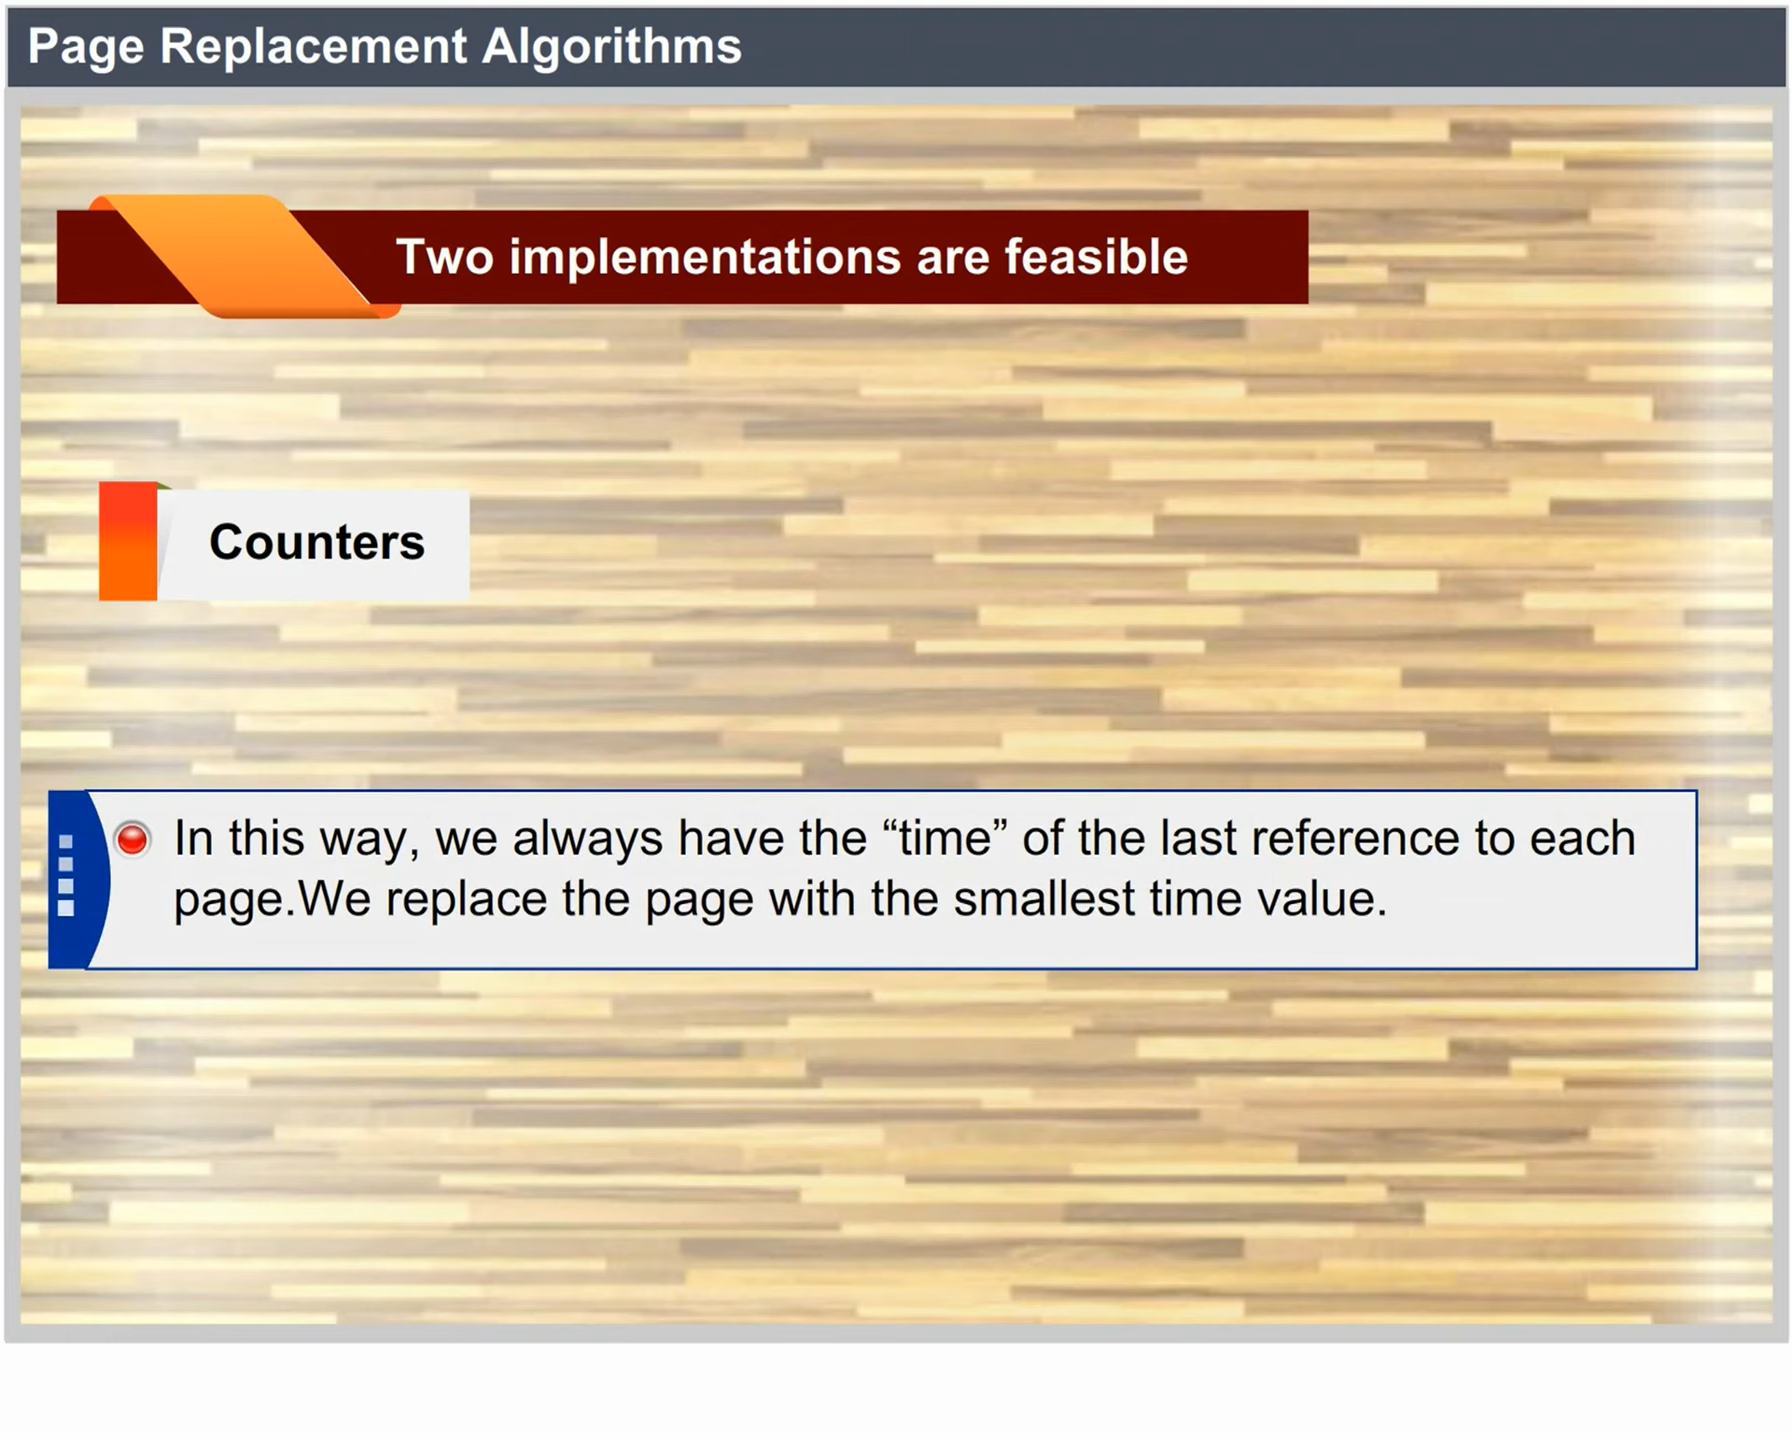 Page Replacement Algorithms
Two implementations are feasible
Counters
In this way, we always have the “time” of the last reference to each
page.We replace the page with the smallest time value.